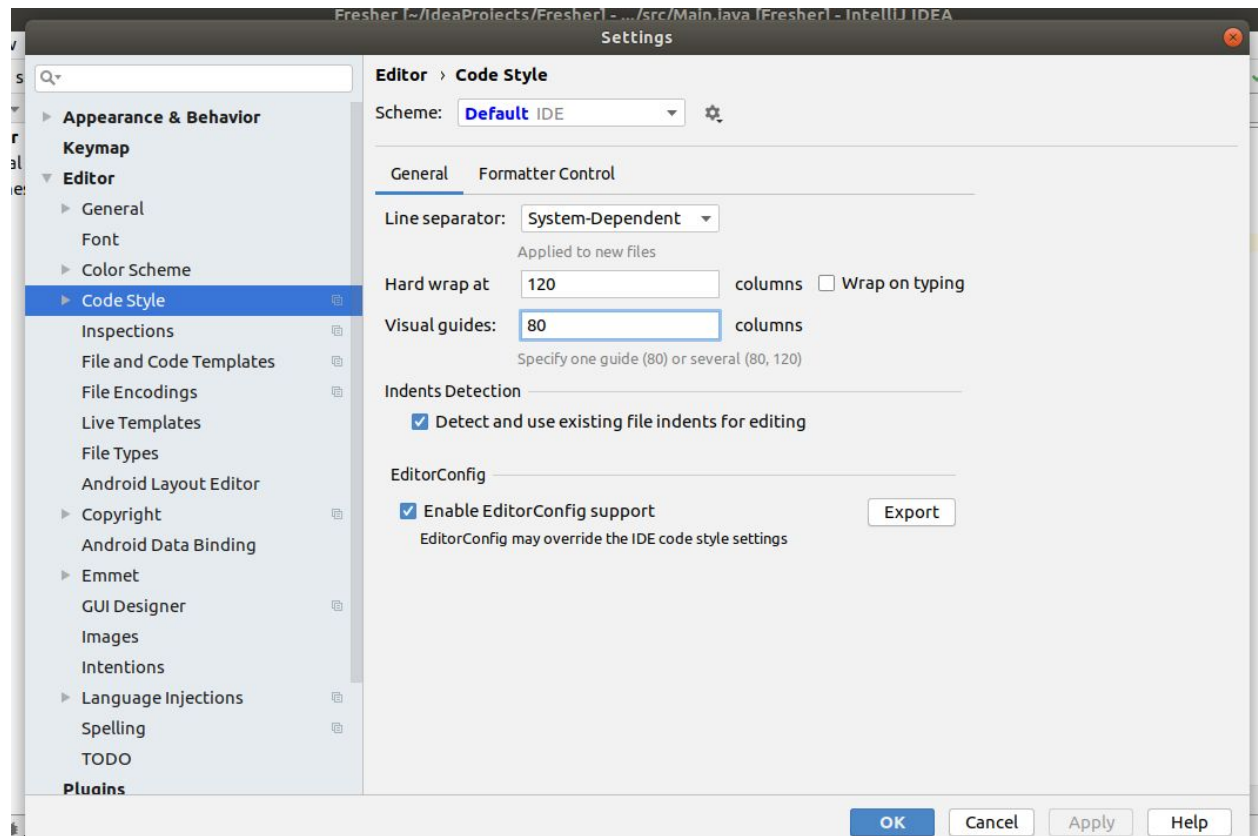 Fresher [~/IdeaProjects/Fresher] - .../src/Main.java [Fresher] - IntelliJ IDEA
Settings
Editor › Code Style
Scheme: Default IDE
Appearance & Behavior
Keymap
Editor
General
Font
Color Scheme
Code Style
Inspections
File and Code Templates
File Encodings
Live Templates
File Types
Android Layout Editor
Copyright
Android Data Binding
Emmet
GUI Designer
Images
Intentions
Language Injections
Spelling
TODO
Plugins
General Formatter Control
Line separator: System-Dependent
Applied to new files
Hard wrap at 120 columns Wrap on typing
Visual guides: 80 columns
Specify one guide (80) or several (80, 120)
Indents Detection
Detect and use existing file indents for editing
EditorConfig
Enable EditorConfig support Export
EditorConfig may override the IDE code style settings
OK Cancel Apply Help